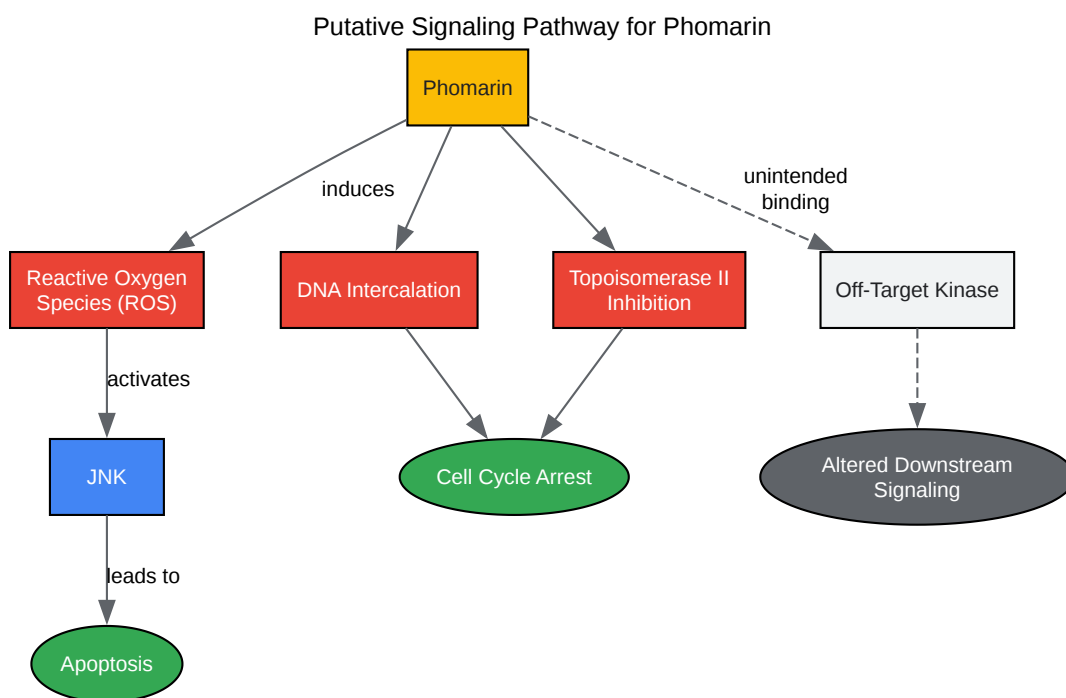 Putative Signaling Pathway for Phomarin
Phomarin
induces
unintended
binding
Reactive Oxygen
Species (ROS)
DNA Intercalation
Topoisomerase II
Inhibition
Off-Target Kinase
activates
JNK
Cell Cycle Arrest
Altered Downstream
Signaling
leads to
Apoptosis